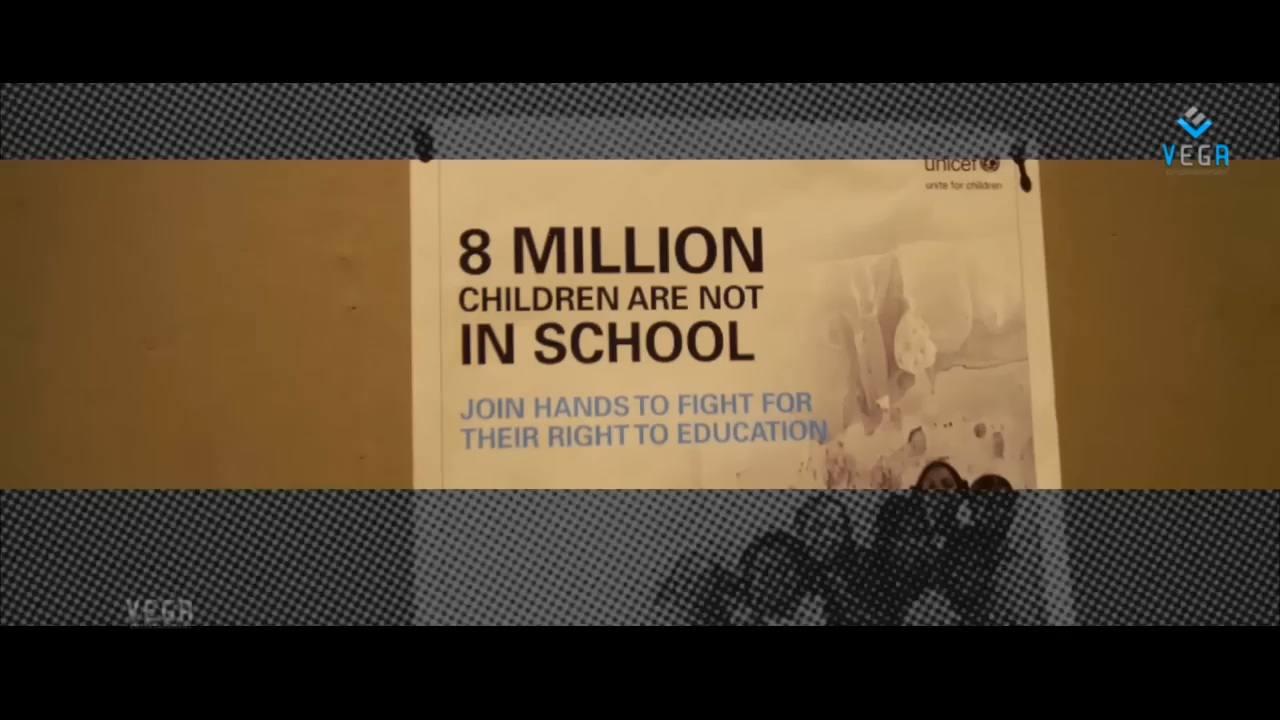 VEGA
unicef
unite for children
8 MILLION
CHILDREN ARE NOT
IN SCHOOL
JOIN HANDS TO FIGHT FOR
THEIR RIGHT TO EDUCATION
VEGA